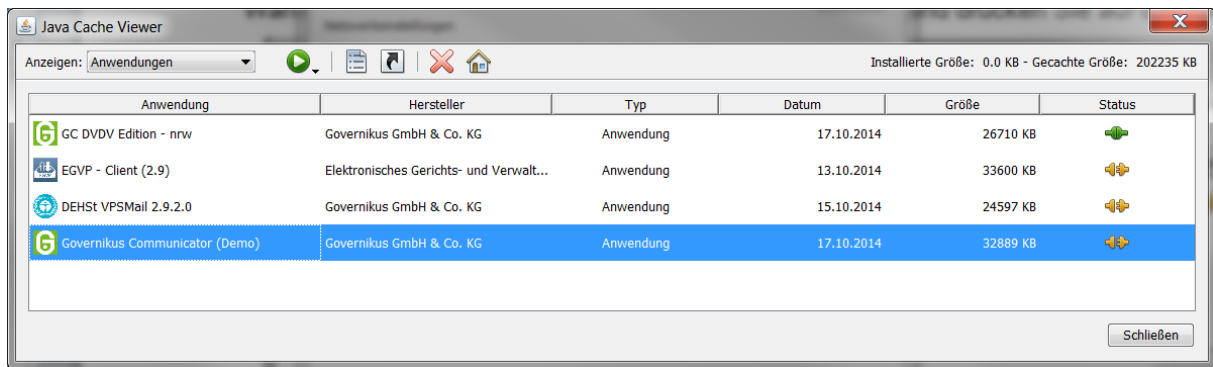 Java Cache Viewer
Anzeigen: Anwendungen Installierte Größe: 0.0 KB - Gecachte Größe: 202235 KB
Anwendung Hersteller Typ Datum Größe Status
GC DVDV Edition - nrw Governikus GmbH & Co. KG Anwendung 17.10.2014 26710 KB
EGVP - Client (2.9) Elektronisches Gerichts- und Verwalt... Anwendung 13.10.2014 33600 KB
DEHSt VPSMail 2.9.2.0 Governikus GmbH & Co. KG Anwendung 15.10.2014 24597 KB
Governikus Communicator (Demo) Governikus GmbH & Co. KG Anwendung 17.10.2014 32889 KB
Schließen